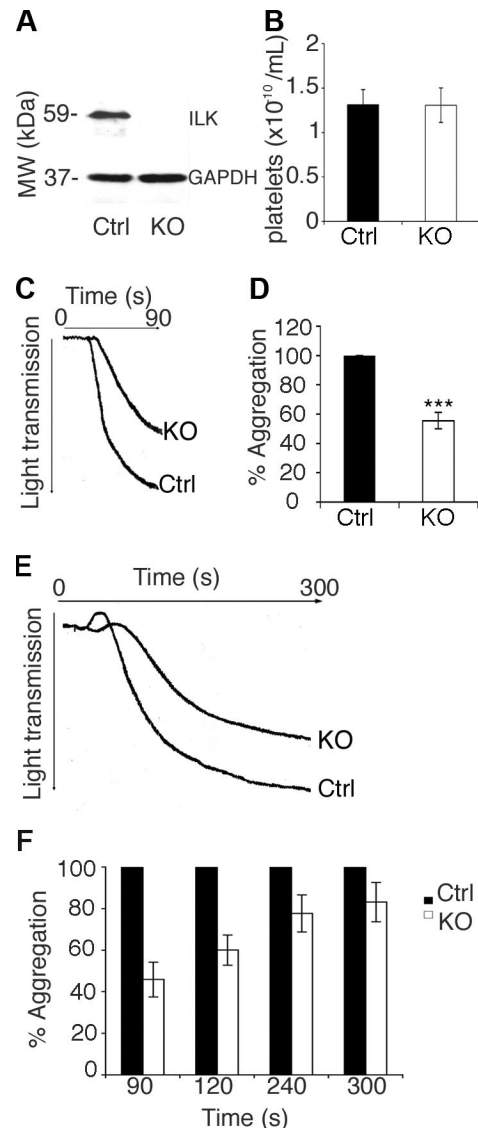 A
MW (kDa)
59-
ILK
37-
GAPDH
Ctrl KO
B
platelets (x10¹⁰/mL)
2
1.5
1
0.5
0
Ctrl KO
C
Time (s)
0 90
Light transmission
KO
Ctrl
D
% Aggregation
120
100
80
60
40
20
0
***
Ctrl KO
E
0 Time (s) 300
Light transmission
KO
Ctrl
F
% Aggregation
100
80
60
40
20
0
Ctrl
KO
90 120 240 300
Time (s)